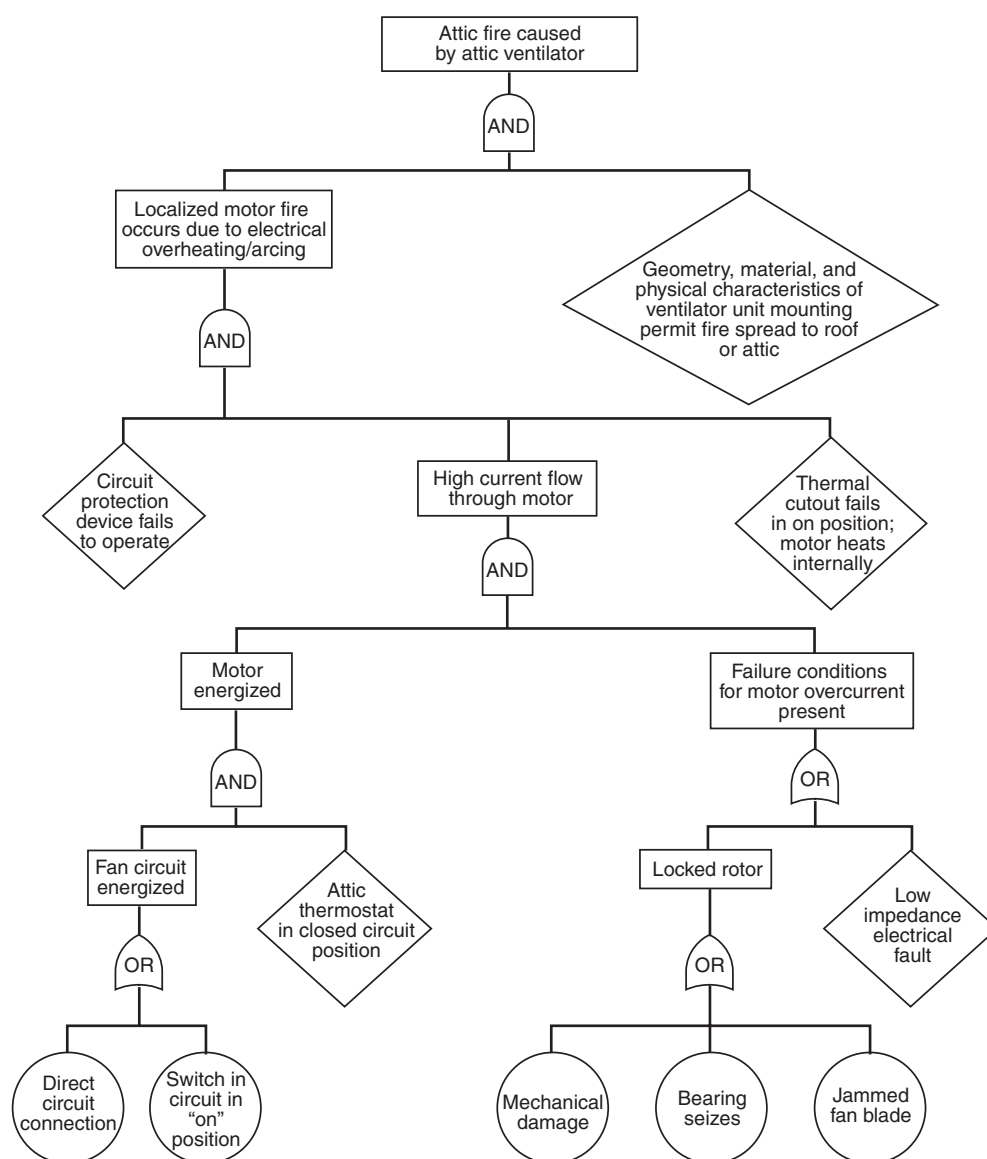 Attic fire caused
by attic ventilator
AND
Localized motor fire
occurs due to electrical
overheating/arcing
Geometry, material, and
physical characteristics of
ventilator unit mounting
permit fire spread to roof
or attic
AND
Circuit
protection
device fails
to operate
High current flow
through motor
Thermal
cutout fails
in on position;
motor heats
internally
AND
Motor
energized
Failure conditions
for motor overcurrent
present
AND
OR
Fan circuit
energized
Attic
thermostat
in closed circuit
position
Locked rotor
Low
impedance
electrical
fault
OR
OR
Direct
circuit
connection
Switch in
circuit in
“on”
position
Mechanical
damage
Bearing
seizes
Jammed
fan blade